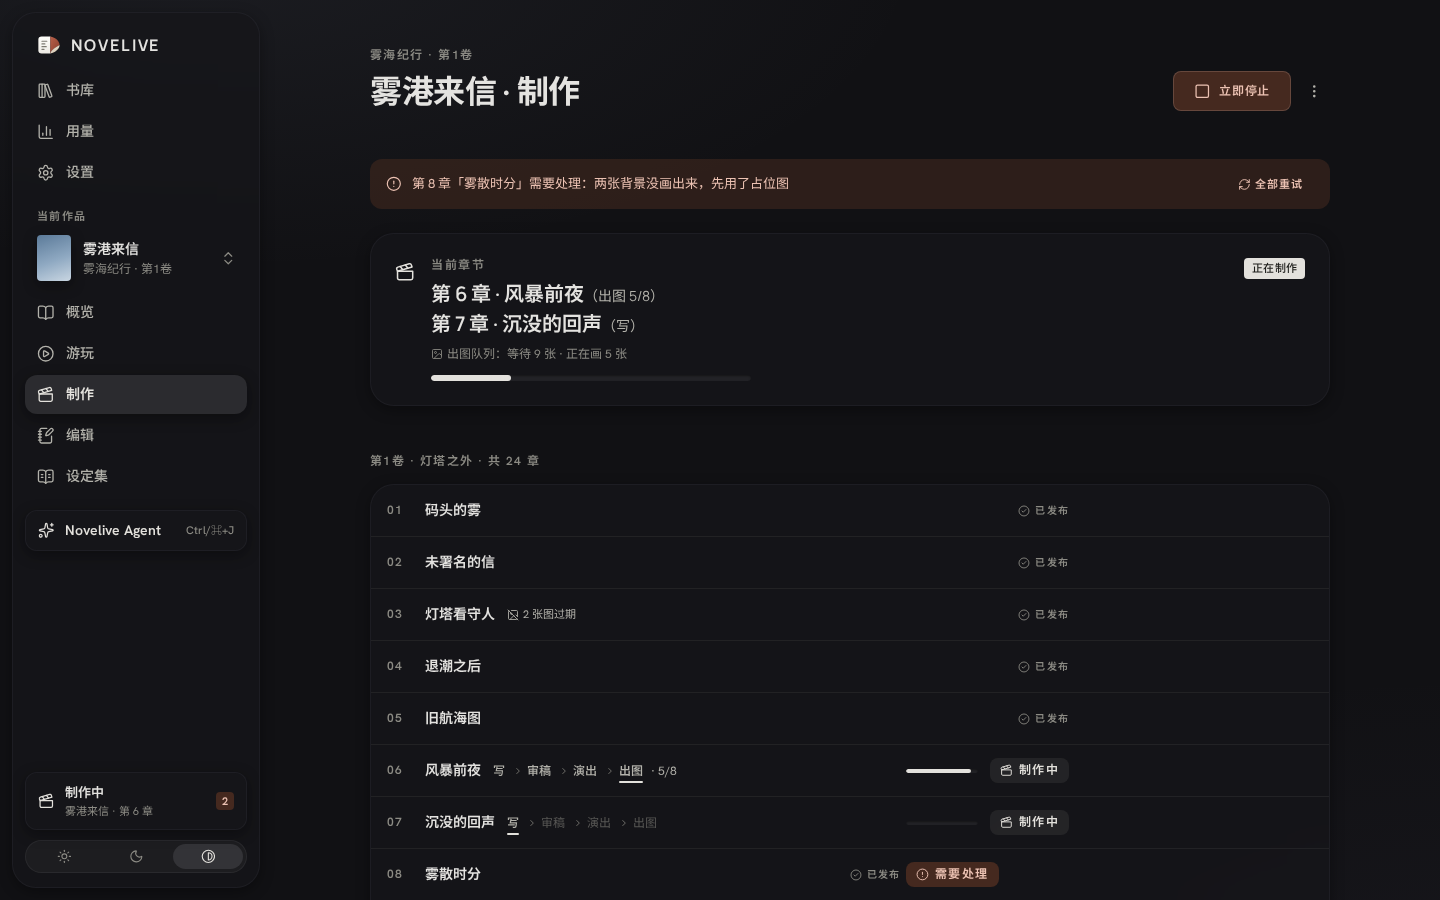 NOVELIVE
书库
用量
设置
当前作品
雾港来信
雾海纪行 · 第1卷
概览
游玩
制作
编辑
设定集
Novelive Agent Ctrl/⌘+J
制作中
雾港来信 · 第 6 章
2
雾海纪行 · 第1卷
雾港来信 · 制作
立即停止
第 8 章「雾散时分」需要处理：两张背景没画出来，先用了占位图
全部重试
当前章节
正在制作
第 6 章 · 风暴前夜（出图 5/8）
第 7 章 · 沉没的回声（写）
出图队列：等待 9 张 · 正在画 5 张
第1卷 · 灯塔之外 · 共 24 章
01 码头的雾 已发布
02 未署名的信 已发布
03 灯塔看守人 2 张图过期 已发布
04 退潮之后 已发布
05 旧航海图 已发布
06 风暴前夜 写 › 审稿 › 演出 › 出图 · 5/8 制作中
07 沉没的回声 写 › 审稿 › 演出 › 出图 制作中
08 雾散时分 已发布 需要处理